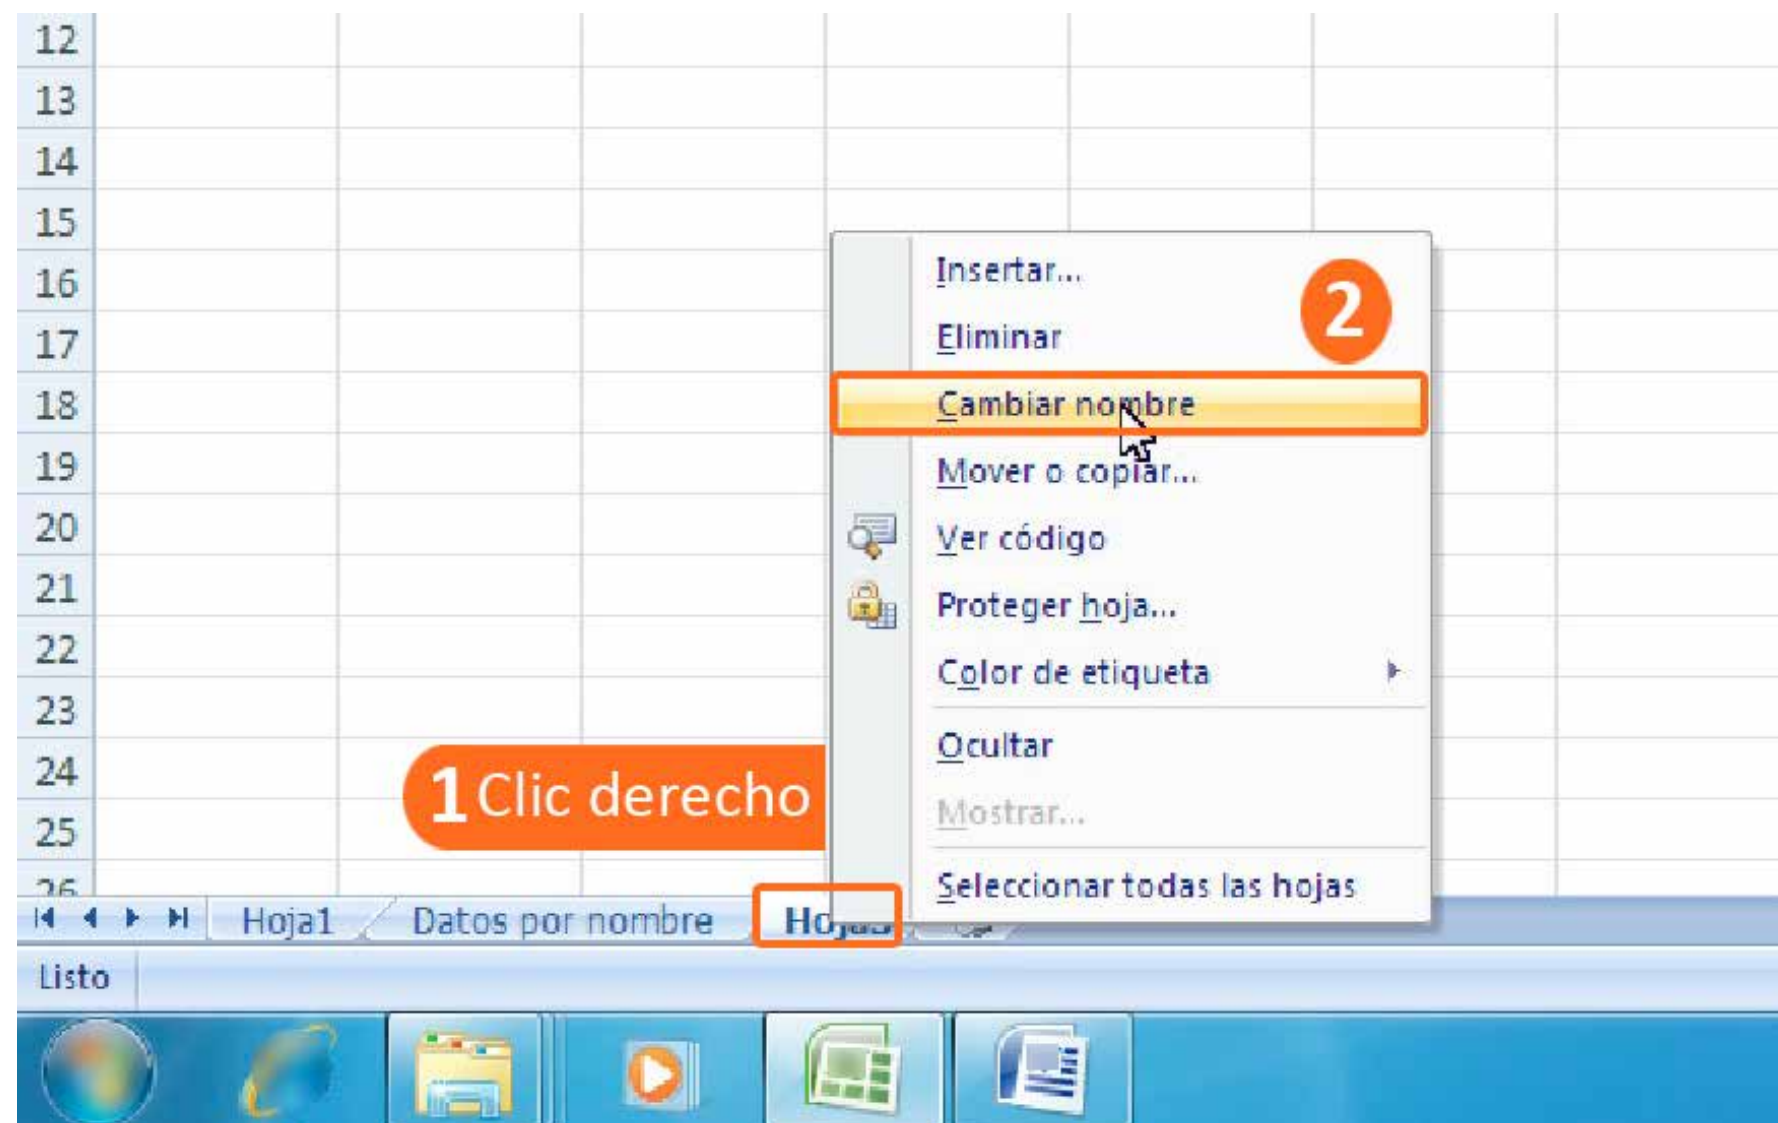 12
13
14
15
16
17
18
19
20
21
22
23
24
25
26
Insertar...
2
Eliminar
Cambiar nombre
Mover o copiar...
Ver código
Proteger hoja...
Color de etiqueta
Ocultar
Mostrar...
Seleccionar todas las hojas
1 Clic derecho
Hoja1 Datos por nombre Hoja3
Listo